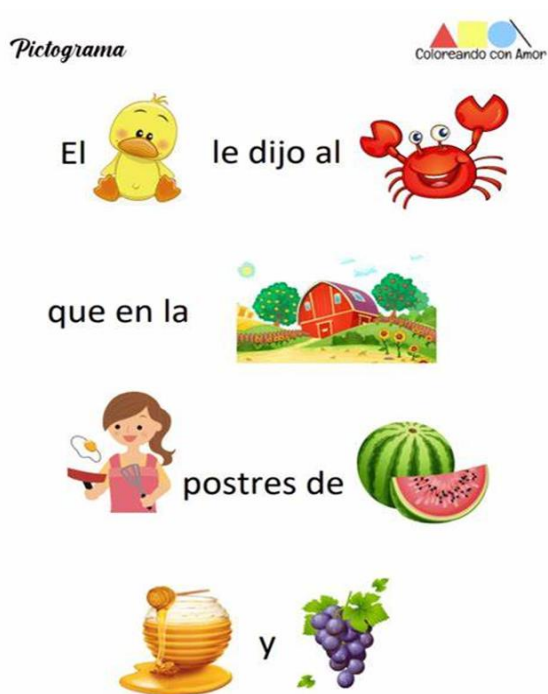 Pictograma
Coloreando con Amor
El le dijo al
que en la
postres de
y